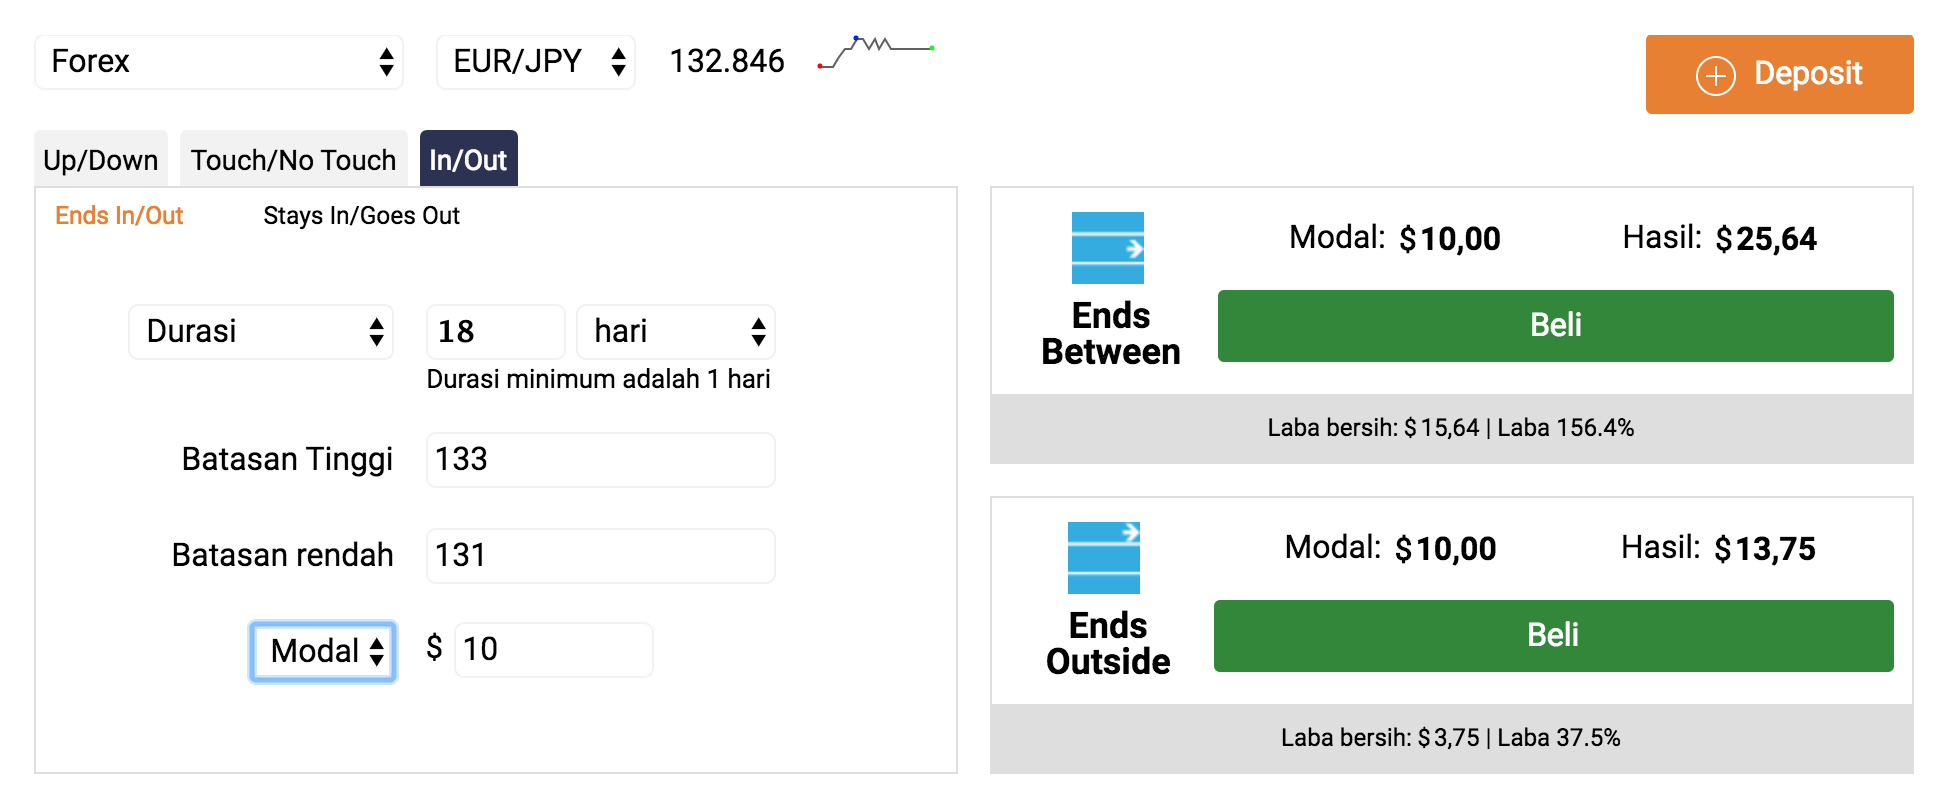 Forex
EUR/JPY
132.846
Deposit
Up/Down
Touch/No Touch
In/Out
Ends In/Out
Stays In/Goes Out
Durasi
18
hari
Durasi minimum adalah 1 hari
Batasan Tinggi
133
Batasan rendah
131
Modal
$ 10
Ends
Between
Modal: $10,00
Hasil: $25,64
Beli
Laba bersih: $15,64 | Laba 156.4%
Ends
Outside
Modal: $10,00
Hasil: $13,75
Beli
Laba bersih: $3,75 | Laba 37.5%